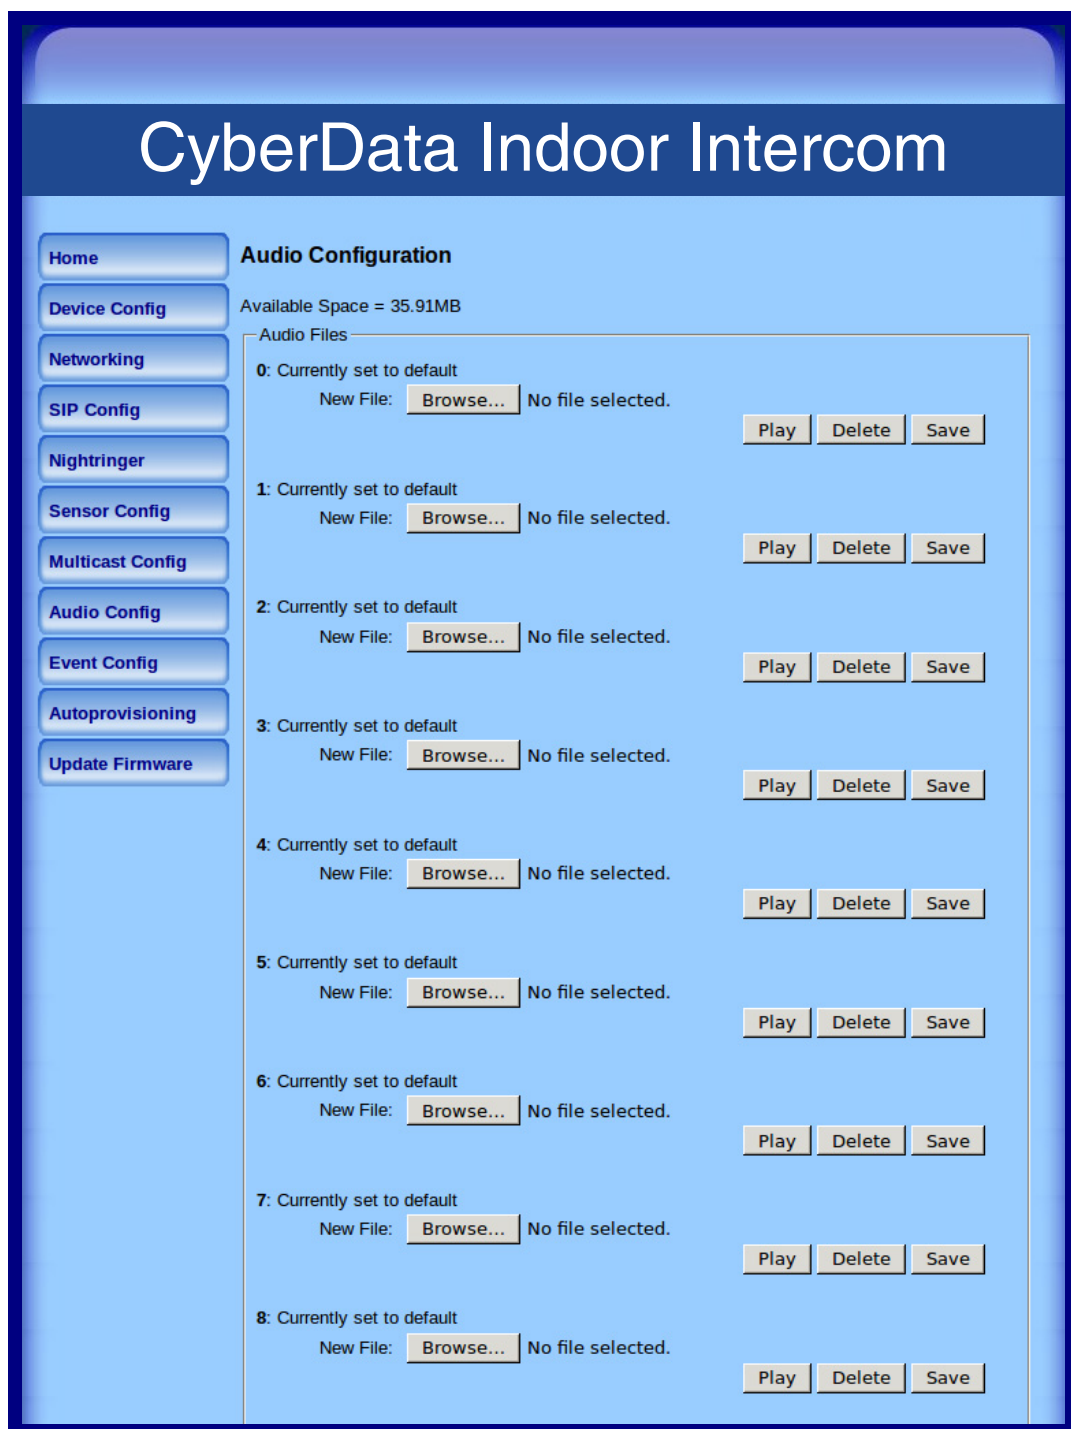 CyberData Indoor Intercom
Home
Device Config
Networking
SIP Config
Nightringer
Sensor Config
Multicast Config
Audio Config
Event Config
Autoprovisioning
Update Firmware
Audio Configuration
Available Space = 35.91MB
Audio Files
0: Currently set to default
New File: Browse... No file selected.
Play Delete Save
1: Currently set to default
New File: Browse... No file selected.
Play Delete Save
2: Currently set to default
New File: Browse... No file selected.
Play Delete Save
3: Currently set to default
New File: Browse... No file selected.
Play Delete Save
4: Currently set to default
New File: Browse... No file selected.
Play Delete Save
5: Currently set to default
New File: Browse... No file selected.
Play Delete Save
6: Currently set to default
New File: Browse... No file selected.
Play Delete Save
7: Currently set to default
New File: Browse... No file selected.
Play Delete Save
8: Currently set to default
New File: Browse... No file selected.
Play Delete Save